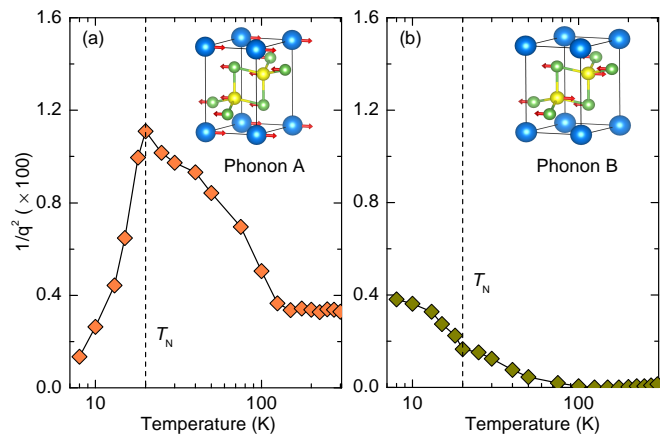 (a)
(b)
1.6
1.2
0.8
0.4
0.0
1.6
1.2
0.8
0.4
0.0
1/q² (×100)
Phonon A
Phonon B
T_N
T_N
10 100
10 100
Temperature (K)
Temperature (K)